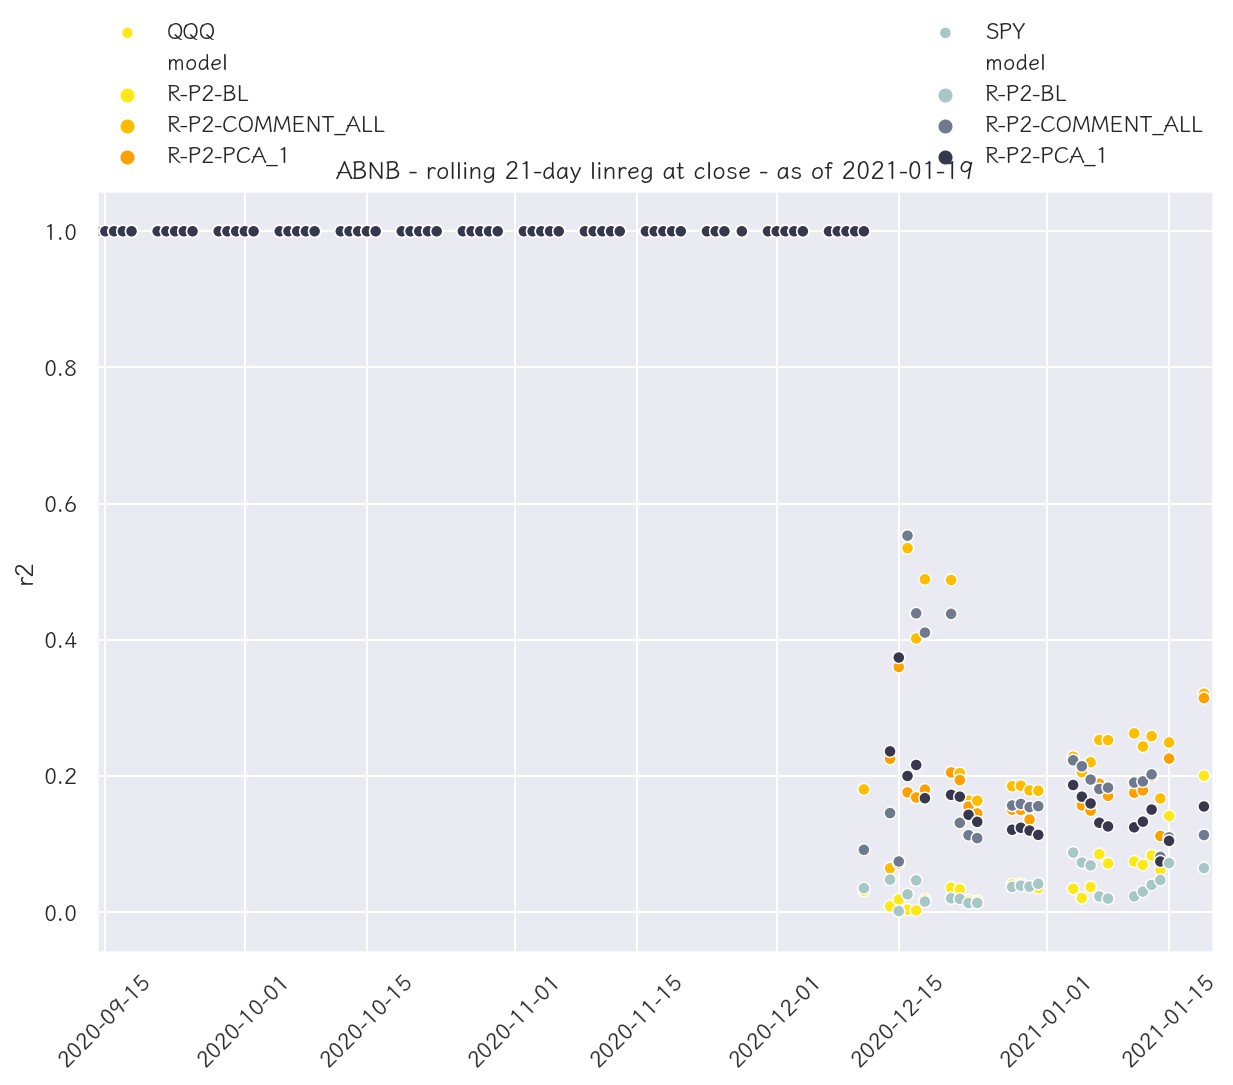 QQQ
model
R-P2-BL
R-P2-COMMENT_ALL
R-P2-PCA_1
SPY
model
R-P2-BL
R-P2-COMMENT_ALL
R-P2-PCA_1
ABNB - rolling 21-day linreg at close - as of 2021-01-19
1.0
0.8
0.6
0.4
0.2
0.0
r2
2020-09-15
2020-10-01
2020-10-15
2020-11-01
2020-11-15
2020-12-01
2020-12-15
2021-01-01
2021-01-15